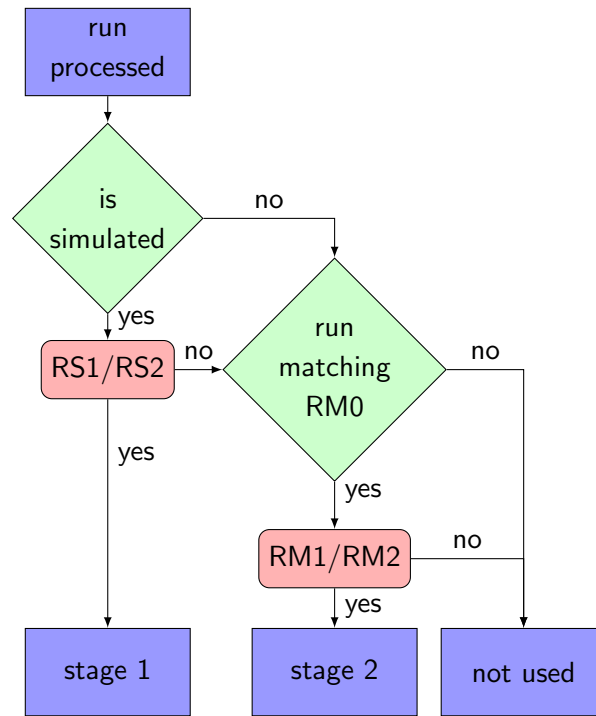 run
processed
is
simulated
no
yes
RS1/RS2
no
run
matching
RM0
no
yes
yes
RM1/RM2
no
yes
stage 1
stage 2
not used